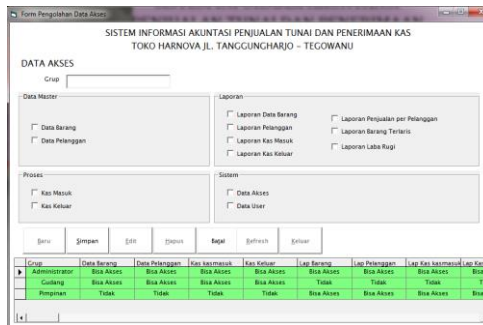 Form Pengolahan Data Akses
SISTEM INFORMASI AKUNTASI PENJUALAN TUNAI DAN PENERIMAAN KAS
TOKO HARNOVA JL. TANGGUNGHARJO - TEGOWANU
DATA AKSES
Grup
Data Master
Data Barang
Data Pelanggan
Laporan
Laporan Data Barang
Laporan Pelanggan
Laporan Kas Masuk
Laporan Kas Keluar
Laporan Penjualan per Pelanggan
Laporan Barang Terlaris
Laporan Laba Rugi
Proses
Kas Masuk
Kas Keluar
Sistem
Data Akses
Data User
Baru Simpan Edit Hapus Batal Refresh Keluar
Grup Data Barang Data Pelanggan Kas kasmasuk Kas Keluar Lap Barang Lap Pelanggan Lap Kas kasmasuk Lap Kas
Administrator Bisa Akses Bisa Akses Bisa Akses Bisa Akses Bisa Akses Bisa Akses Bisa Akses Bisa
Gudang Bisa Akses Bisa Akses Bisa Akses Bisa Akses Tidak Tidak Tidak T
Pimpinan Tidak Tidak Tidak Tidak Bisa Akses Bisa Akses Bisa Akses Bisa